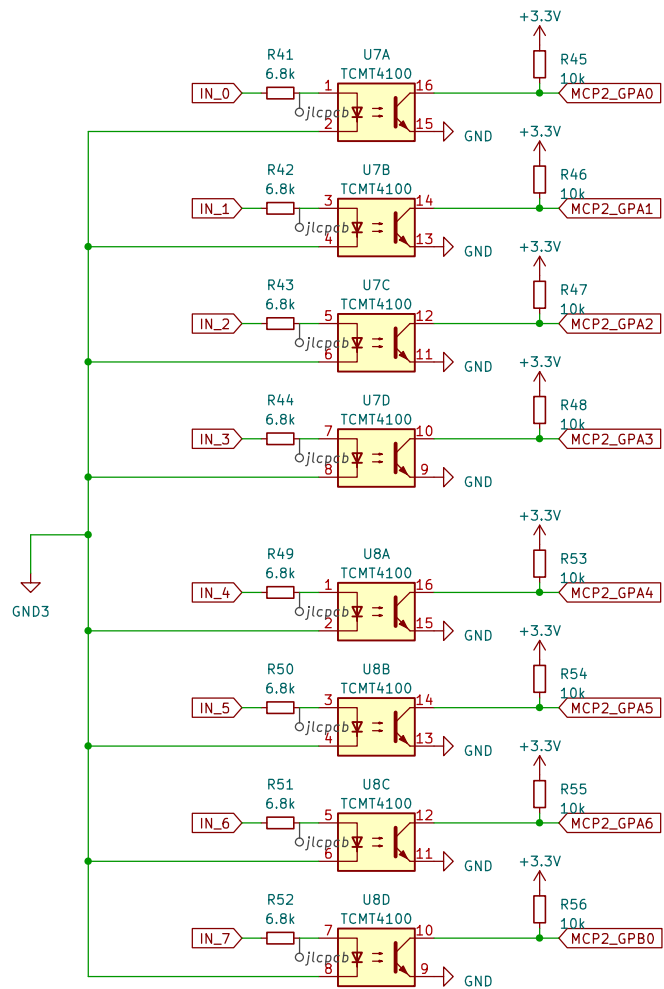 +3.3V
R41 U7A R45
6.8k TCMT4100 10k
IN_0 1 16 MCP2_GPA0
jlcpcb
2 15 GND
+3.3V
R42 U7B R46
6.8k TCMT4100 10k
IN_1 3 14 MCP2_GPA1
jlcpcb
4 13 GND
+3.3V
R43 U7C R47
6.8k TCMT4100 10k
IN_2 5 12 MCP2_GPA2
jlcpcb
6 11 GND
+3.3V
R44 U7D R48
6.8k TCMT4100 10k
IN_3 7 10 MCP2_GPA3
jlcpcb
8 9 GND
GND3
+3.3V
R49 U8A R53
6.8k TCMT4100 10k
IN_4 1 16 MCP2_GPA4
jlcpcb
2 15 GND
+3.3V
R50 U8B R54
6.8k TCMT4100 10k
IN_5 3 14 MCP2_GPA5
jlcpcb
4 13 GND
+3.3V
R51 U8C R55
6.8k TCMT4100 10k
IN_6 5 12 MCP2_GPA6
jlcpcb
6 11 GND
+3.3V
R52 U8D R56
6.8k TCMT4100 10k
IN_7 7 10 MCP2_GPB0
jlcpcb
8 9 GND